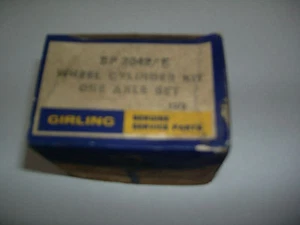 SP 2048/E
WHEEL CYLINDER KIT
ONE AXLE SET
GIRLING
GENUINE
SERVICE PARTS